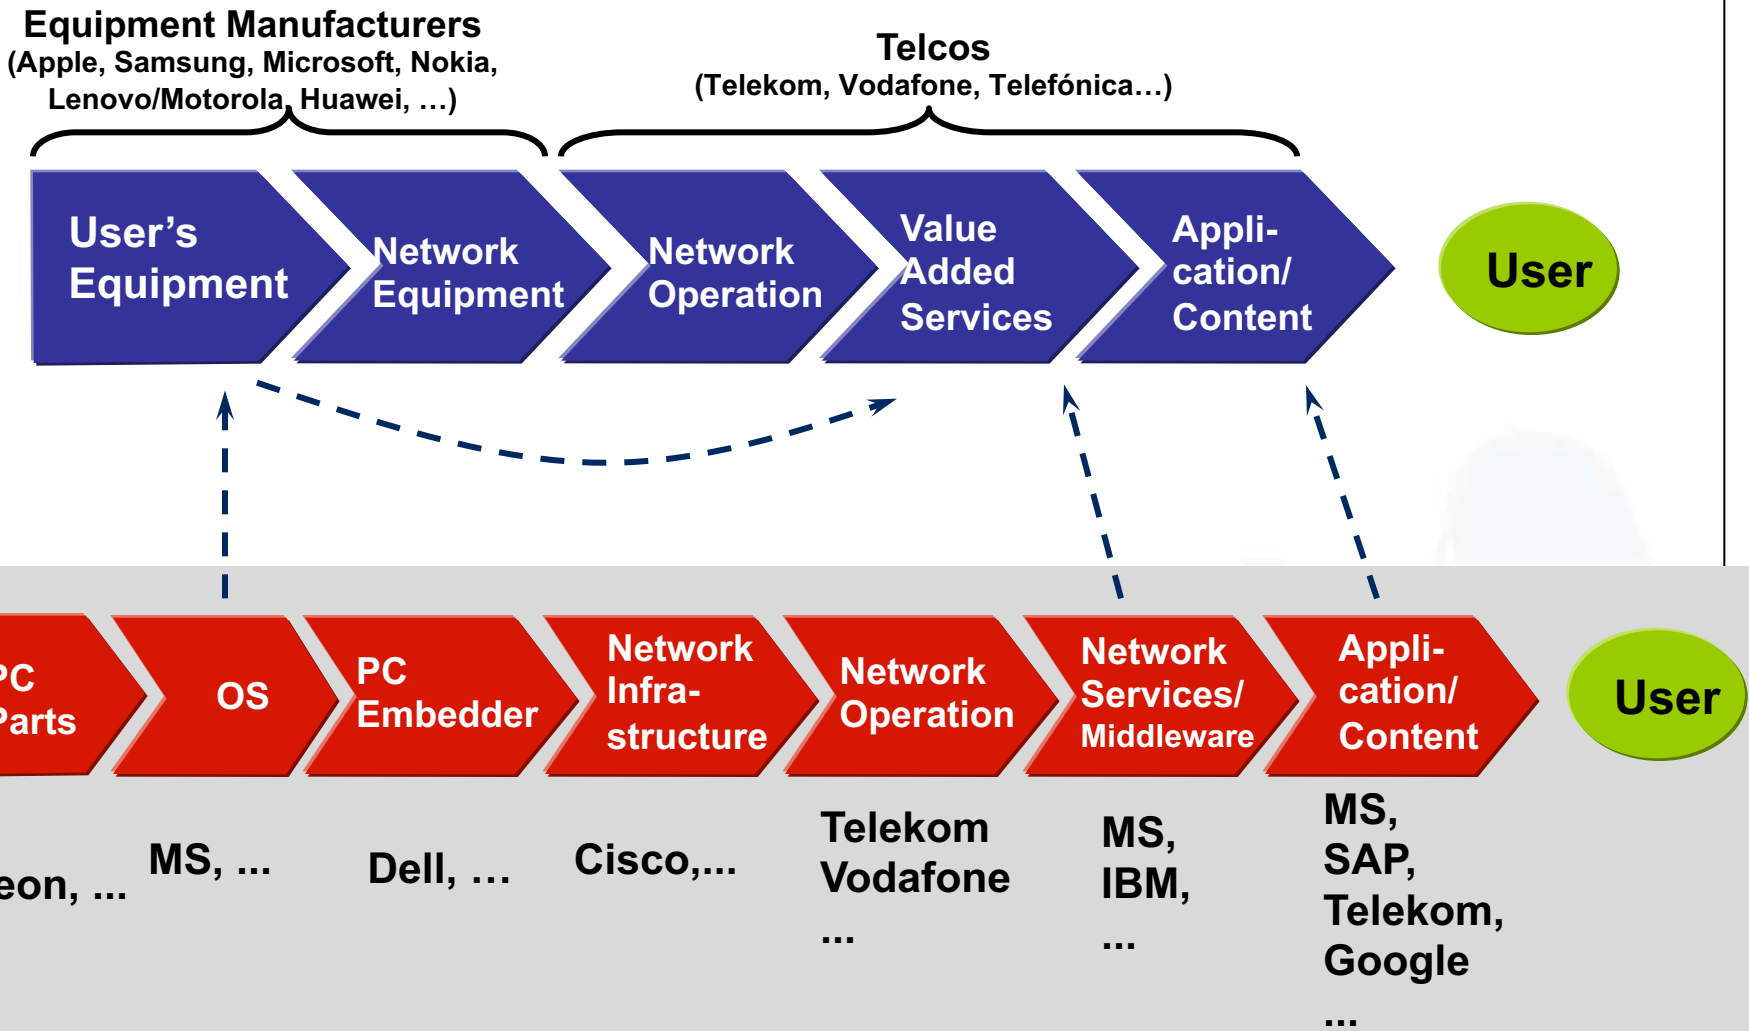 Equipment Manufacturers
(Apple, Samsung, Microsoft, Nokia,
Lenovo/Motorola, Huawei, …)
Telcos
(Telekom, Vodafone, Telefónica…)
User’s
Equipment
Network
Equipment
Network
Operation
Value
Added
Services
Appli-
cation/
Content
User
PC
Parts
OS
PC
Embedder
Network
Infra-
structure
Network
Operation
Network
Services/
Middleware
Appli-
cation/
Content
User
eon, ...
MS, ...
Dell, …
Cisco,...
Telekom
Vodafone
...
MS,
IBM,
...
MS,
SAP,
Telekom,
Google
...